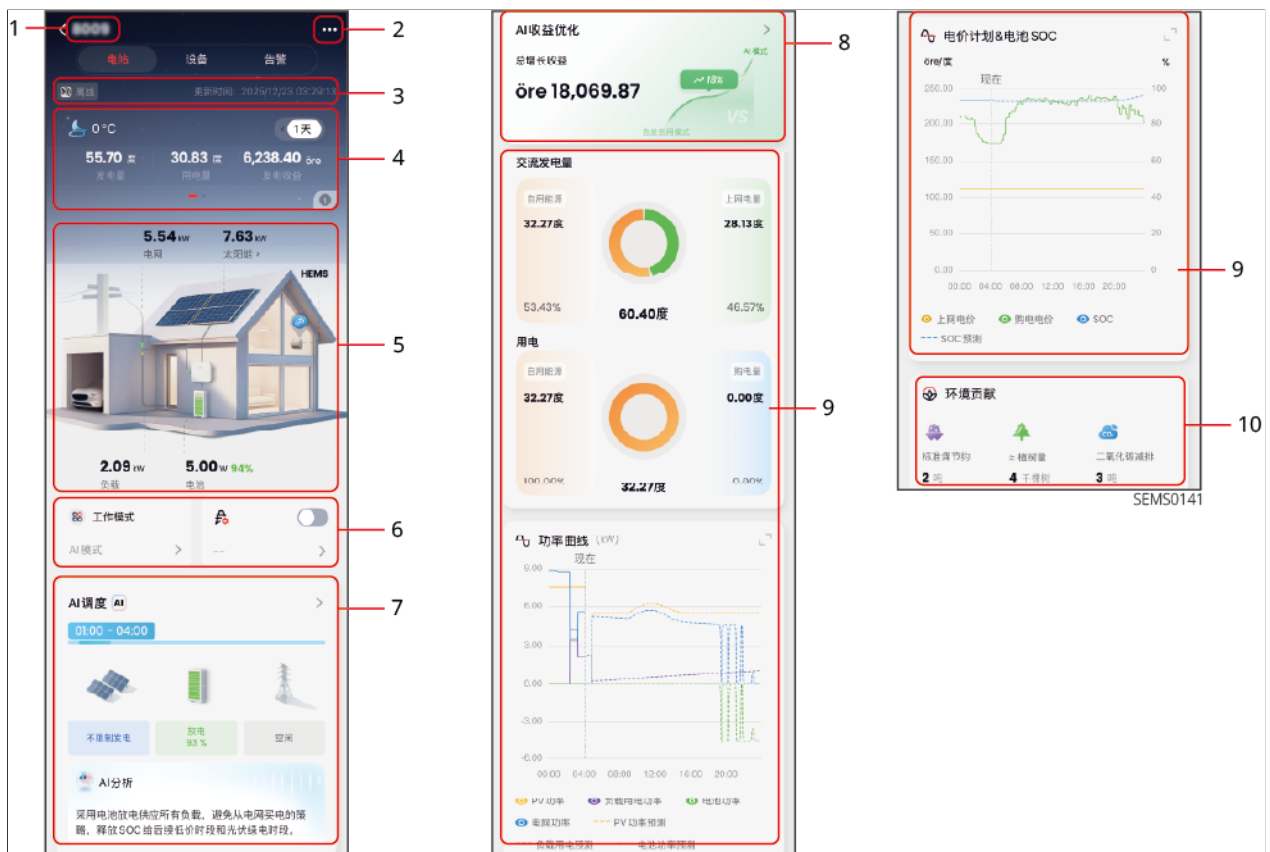 1
2
电站 设备 告警
离线 更新时间: 2025/12/23 03:29:13
3
0°C 1天
55.70 度 30.83 度 6,238.40 öre
发电量 用电量 发电收益
4
5.54 kW 7.63 kW
电网 太阳能 >
HEMS
5
2.09 kW 5.00 W 94%
负载 电池
工作模式
AI模式 > -- >
6
AI调度 AI >
7
01:00 - 04:00
不限制发电 放电 93% 空闲
AI分析
采用电池放电供应所有负载，避免从电网买电的策
略，释放SOC给后续低价时段和光伏续电时段。
AI收益优化 >
AI模式
总增长收益
18%
öre 18,069.87
VS
自发自用模式
8
交流发电量
自用能源 上网电量
32.27度 28.13度
53.43% 60.40度 46.57%
用电
自用能源 购电量
32.27度 0.00度
100.00% 32.27度 0.00%
9
功率曲线 (kW)
现在
9.00
6.00
3.00
0.00
-3.00
-6.00
00:00 04:00 08:00 12:00 16:00 20:00
PV功率 负载用电功率 电池功率
电网功率 PV功率预测
负载用电预测 电池功率预测
电价计划&电池SOC
öre/度 %
现在
250.00 100
200.00 80
150.00 60
100.00 40
50.00 20
0.00 0
00:00 04:00 08:00 12:00 16:00 20:00
9
上网电价 购电电价 SOC
SOC预测
环境贡献
CO₂
标准煤节约 ≈植树量 二氧化碳减排
2 吨 4 千棵树 3 吨
10
SEMS0141